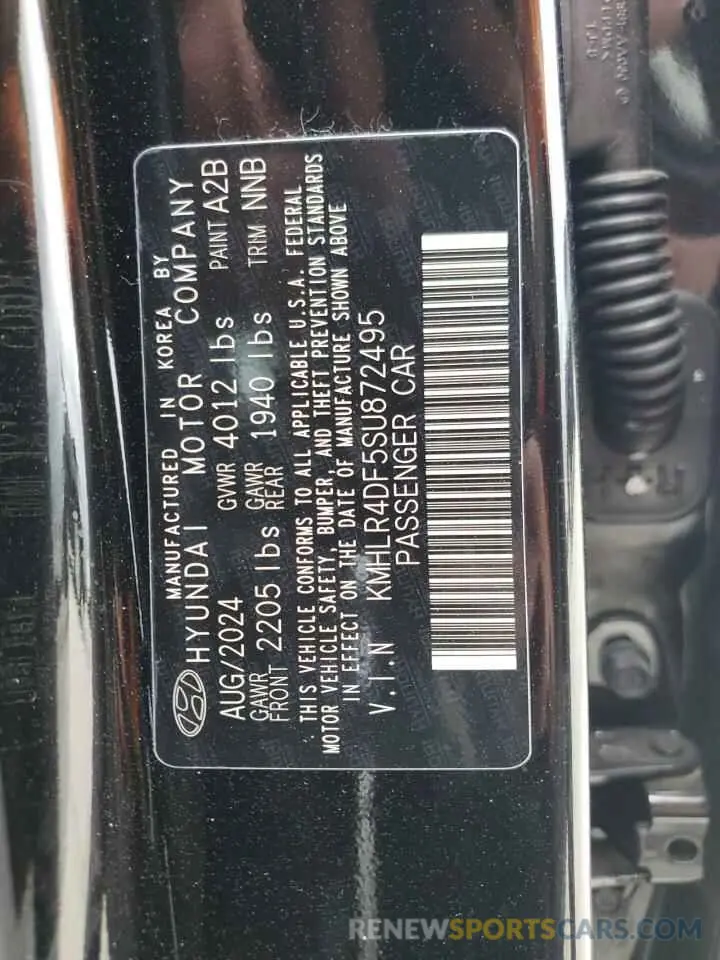 MANUFACTURED IN KOREA BY
HYUNDAI MOTOR COMPANY
AUG/2024 GVWR 4012 lbs PAINT A2B
GAWR FRONT 2205 lbs GAWR REAR 1940 lbs TRIM NNB
THIS VEHICLE CONFORMS TO ALL APPLICABLE U.S.A. FEDERAL
MOTOR VEHICLE SAFETY, BUMPER, AND THEFT PREVENTION STANDARDS
IN EFFECT ON THE DATE OF MANUFACTURE SHOWN ABOVE
V.I.N KMHLR4DF5SU872495
PASSENGER CAR
RENEWSPORTSCARS.COM